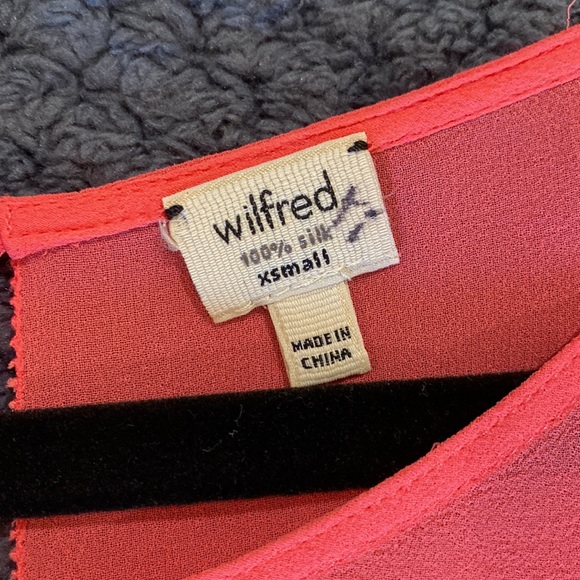 wilfred
100% silk
xsmall
MADE IN
CHINA